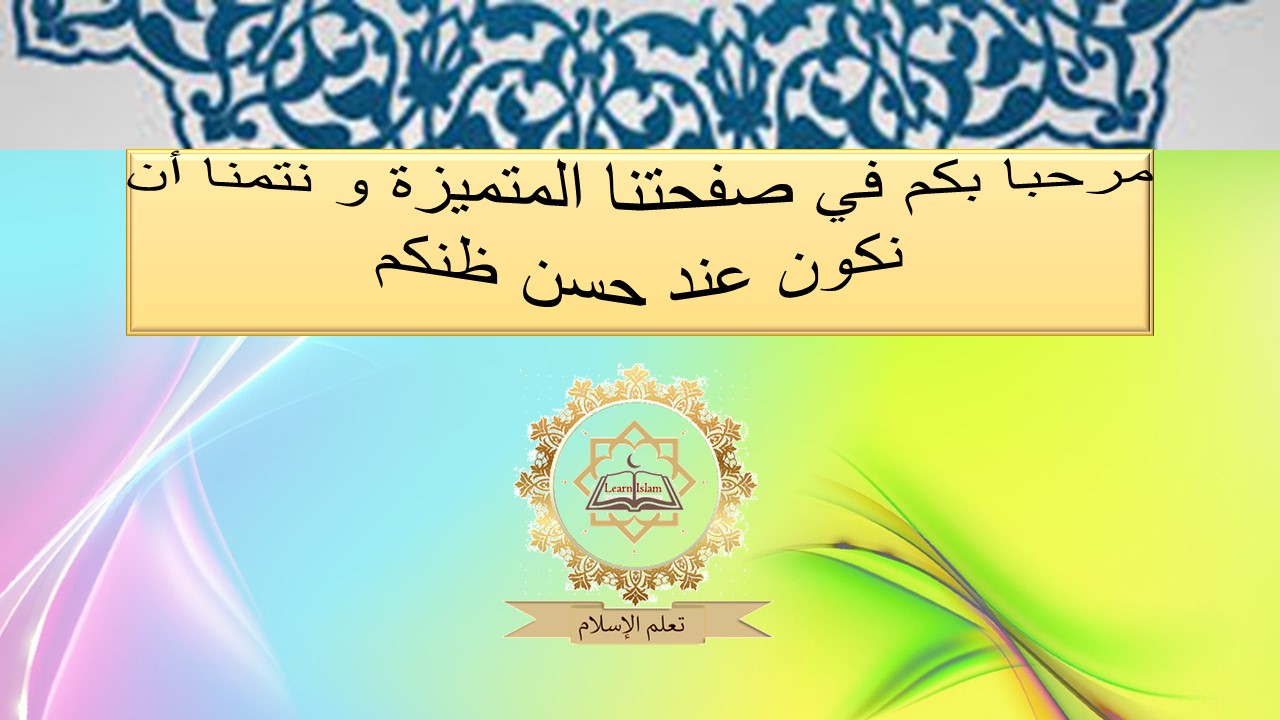 مرحبا بكم في صفحتنا المتميزة و نتمنا أن
نكون عند حسن ظنكم
Learn Islam
تعلم الإسلام